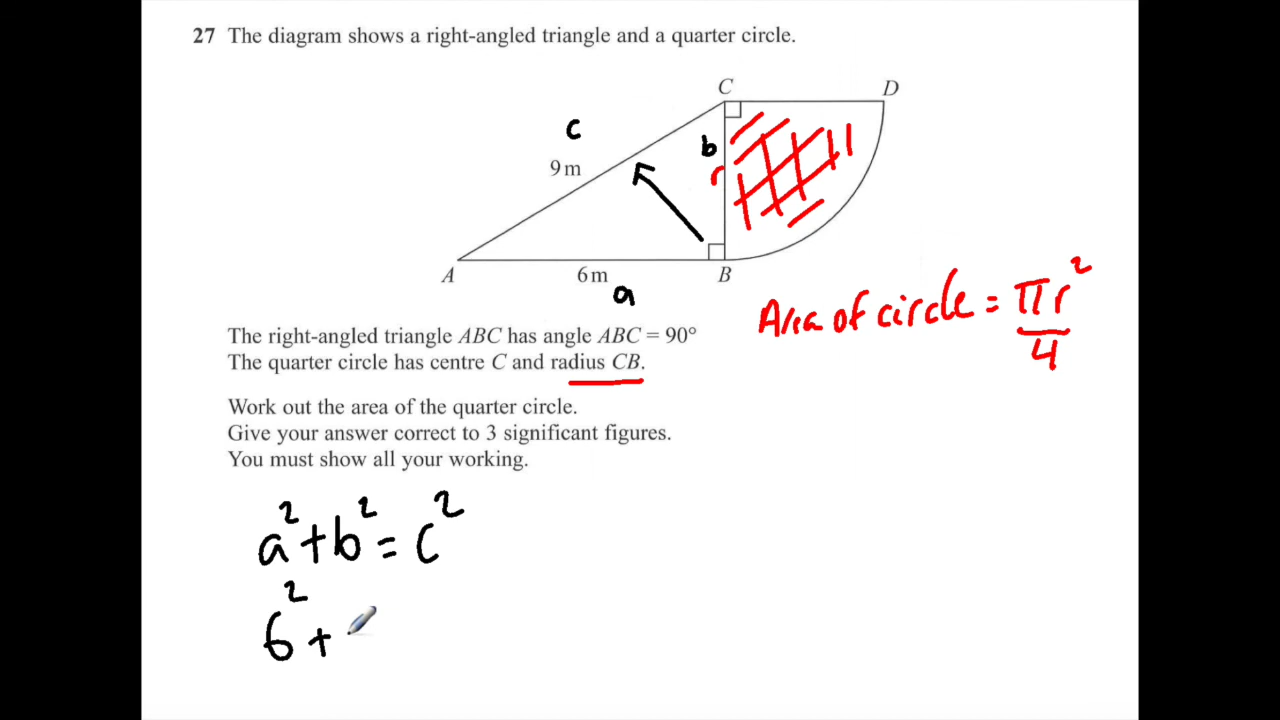 27 The diagram shows a right-angled triangle and a quarter circle.
C
D
c
9 m
b
r
A
6 m
B
a
Area of circle = πr²
4
The right-angled triangle ABC has angle ABC = 90°
The quarter circle has centre C and radius CB.
Work out the area of the quarter circle.
Give your answer correct to 3 significant figures.
You must show all your working.
a² + b² = c²
6² +